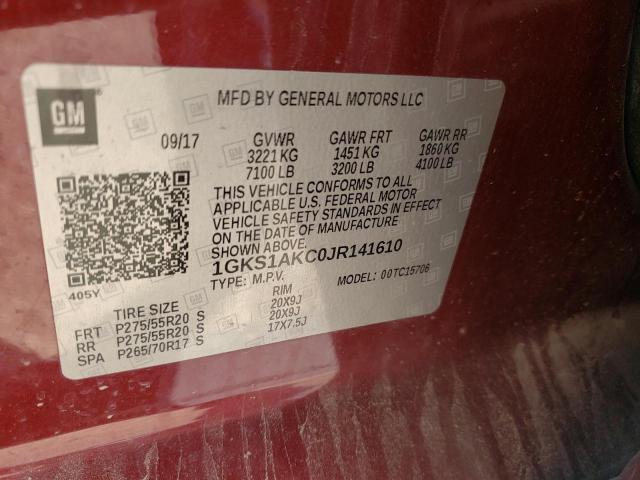 GM
MFD BY GENERAL MOTORS LLC
09/17 GVWR GAWR FRT GAWR RR
3221 KG 1451 KG 1860 KG
7100 LB 3200 LB 4100 LB
THIS VEHICLE CONFORMS TO ALL
APPLICABLE U.S. FEDERAL MOTOR
VEHICLE SAFETY STANDARDS IN EFFECT
ON THE DATE OF MANUFACTURE
SHOWN ABOVE.
1GKS1AKC0JR141610
TYPE: M.P.V. MODEL: 00TC15706
405Y
TIRE SIZE RIM
FRT P275/55R20 S 20X9J
RR P275/55R20 S 20X9J
SPA P265/70R17 S 17X7.5J